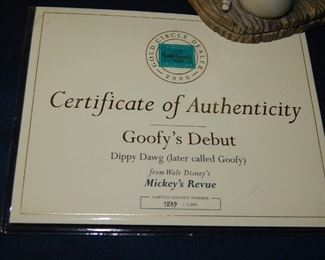 GOLD CIRCLE DEALER
2000
Certificate of Authenticity
Goofy's Debut
Dippy Dawg (later called Goofy)
from Walt Disney's
Mickey's Revue
LIMITED EDITION NUMBER